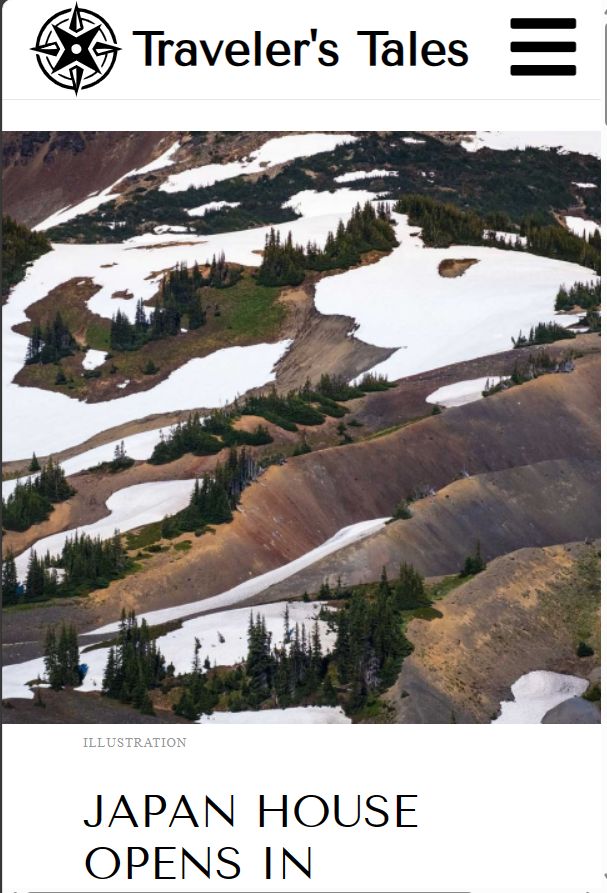 Traveler's Tales
ILLUSTRATION
JAPAN HOUSE
OPENS IN